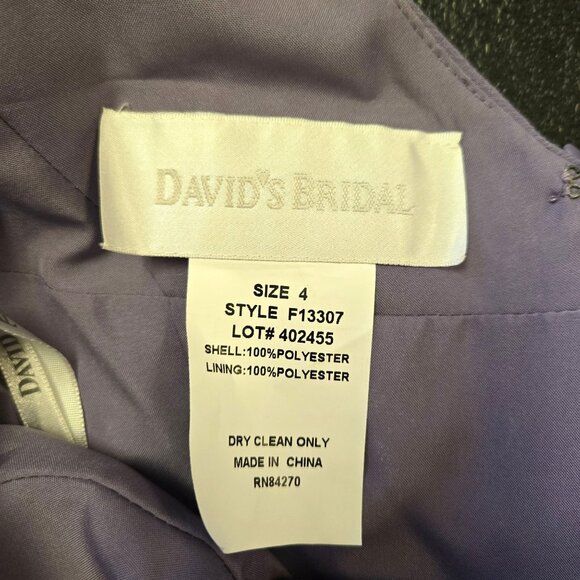 DAVID'S BRIDAL
SIZE 4
STYLE F13307
LOT# 402455
SHELL:100%POLYESTER
LINING:100%POLYESTER
DRY CLEAN ONLY
MADE IN CHINA
RN84270
DAVID